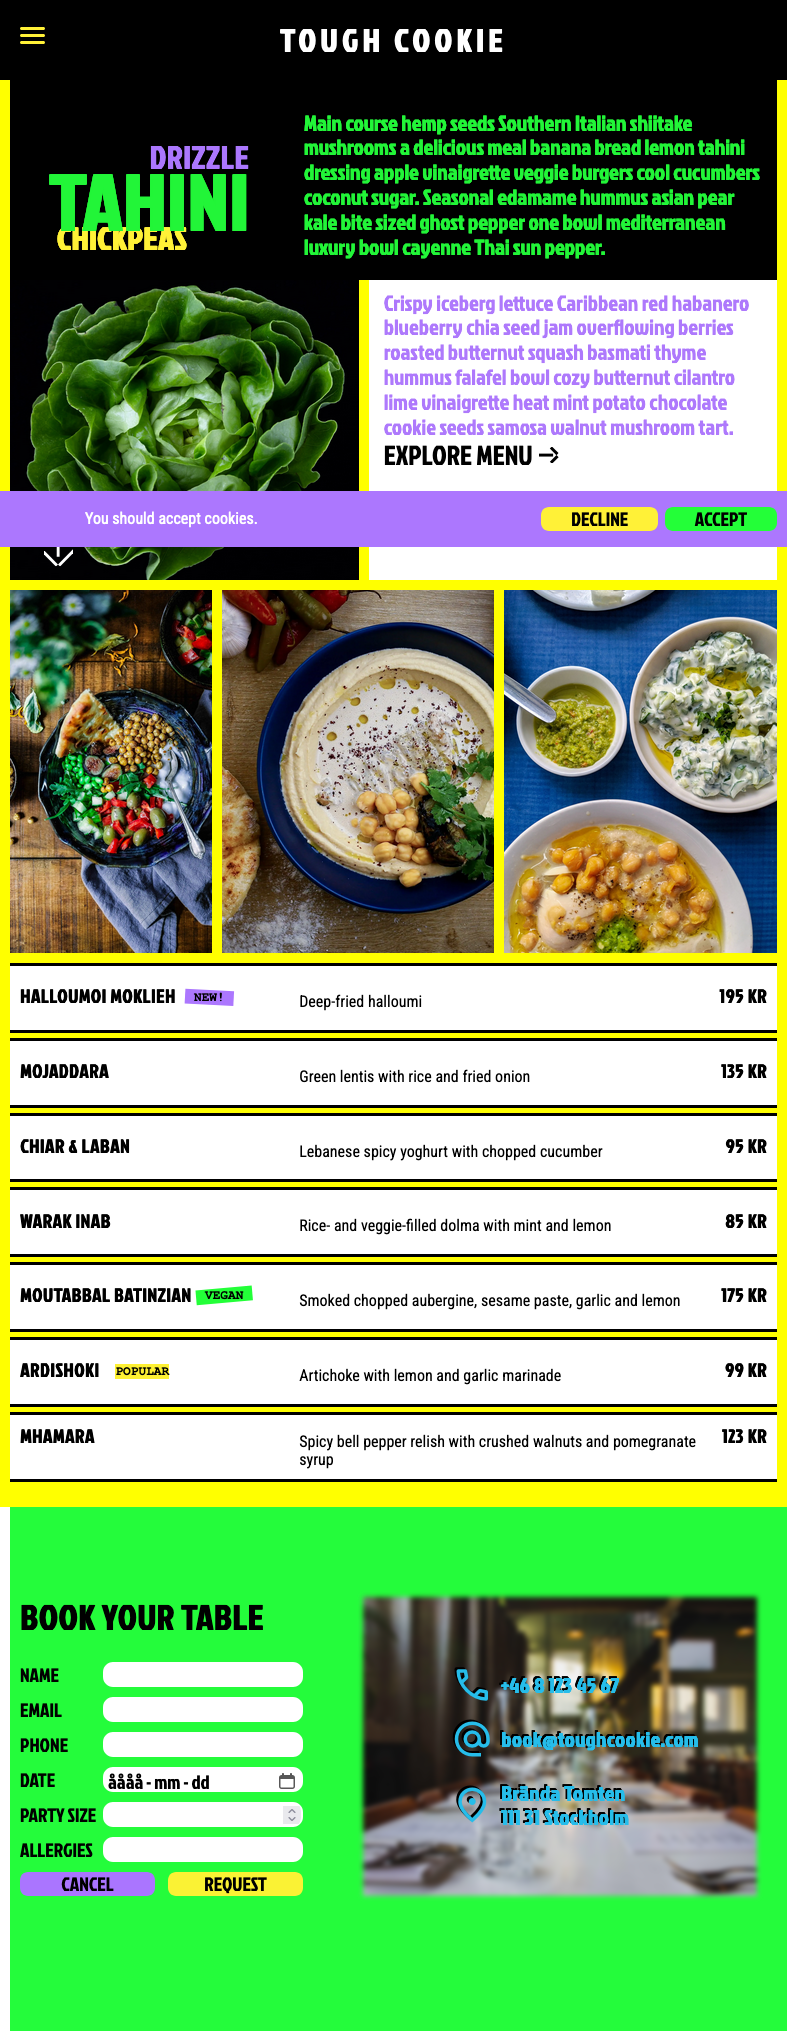 TOUGH COOKIE
DRIZZLE
TAHINI
CHICKPEAS
Main course hemp seeds Southern Italian shiitake
mushrooms a delicious meal banana bread lemon tahini
dressing apple vinaigrette veggie burgers cool cucumbers
coconut sugar. Seasonal edamame hummus asian pear
kale bite sized ghost pepper one bowl mediterranean
luxury bowl cayenne Thai sun pepper.
Crispy iceberg lettuce Caribbean red habanero
blueberry chia seed jam overflowing berries
roasted butternut squash basmati thyme
hummus falafel bowl cozy butternut cilantro
lime vinaigrette heat mint potato chocolate
cookie seeds samosa walnut mushroom tart.
EXPLORE MENU →
You should accept cookies. DECLINE ACCEPT
HALLOUMOI MOKLIEH NEW! Deep-fried halloumi 195 KR
MOJADDARA Green lentis with rice and fried onion 135 KR
CHIAR & LABAN Lebanese spicy yoghurt with chopped cucumber 95 KR
WARAK INAB Rice- and veggie-filled dolma with mint and lemon 85 KR
MOUTABBAL BATINZIAN VEGAN Smoked chopped aubergine, sesame paste, garlic and lemon 175 KR
ARDISHOKI POPULAR Artichoke with lemon and garlic marinade 99 KR
MHAMARA Spicy bell pepper relish with crushed walnuts and pomegranate 123 KR
syrup
BOOK YOUR TABLE
NAME
EMAIL
PHONE
DATE åååå-mm-dd
PARTY SIZE
ALLERGIES
CANCEL REQUEST
+46 8 123 45 67
book@toughcookie.com
Brända Tomten
111 31 Stockholm